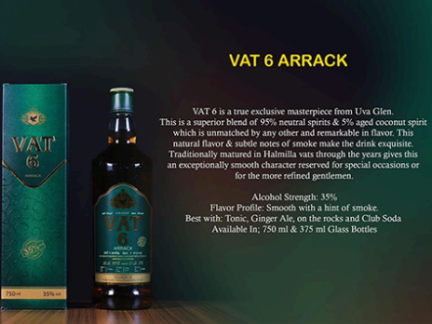 VAT 6 ARRACK
VAT 6 is a true exclusive masterpiece from Uva Glen.
This is a superior blend of 95% neutral spirits & 5% aged coconut spirit
which is unmatched by any other and remarkable in flavor. This
natural flavor & subtle notes of smoke make the drink exquisite.
Traditionally matured in Halmilla vats through the years gives this
an exceptionally smooth character reserved for special occasions or
for the more refined gentlemen.
Alcohol Strength: 35%
Flavor Profile: Smooth with a hint of smoke.
Best with: Tonic, Ginger Ale, on the rocks and Club Soda
Available In; 750 ml & 375 ml Glass Bottles
VAT
6
ARRACK
750ml
35%
VAT
6
ARRACK